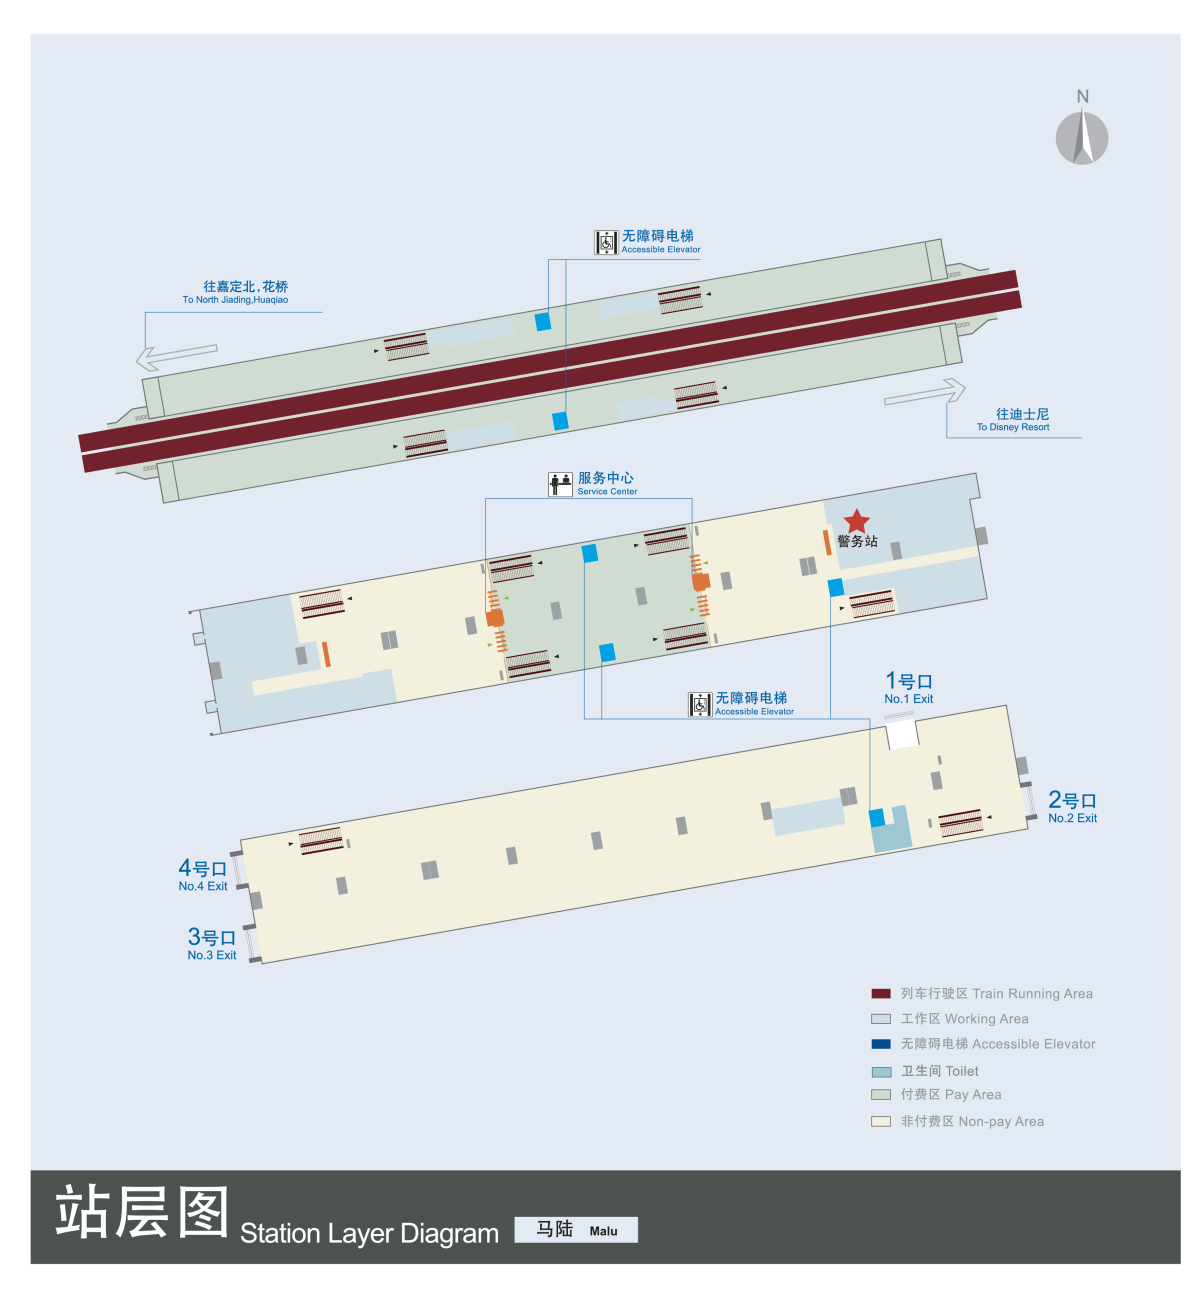 N
无障碍电梯
Accessible Elevator
往嘉定北,花桥
To North Jiading,Huaqiao
往迪士尼
To Disney Resort
服务中心
Service Center
警务站
1号口
No.1 Exit
无障碍电梯
Accessible Elevator
2号口
No.2 Exit
4号口
No.4 Exit
3号口
No.3 Exit
列车行驶区 Train Running Area
工作区 Working Area
无障碍电梯 Accessible Elevator
卫生间 Toilet
付费区 Pay Area
非付费区 Non-pay Area
站层图 Station Layer Diagram 马陆 Malu